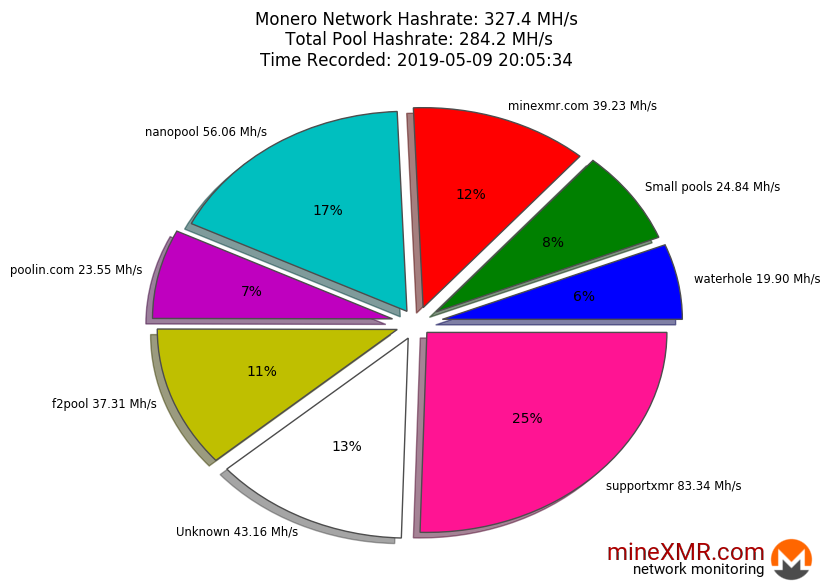 Monero Network Hashrate: 327.4 MH/s
Total Pool Hashrate: 284.2 MH/s
Time Recorded: 2019-05-09 20:05:34
minexmr.com 39.23 Mh/s
nanopool 56.06 Mh/s
Small pools 24.84 Mh/s
12%
17%
8%
poolin.com 23.55 Mh/s
waterhole 19.90 Mh/s
7%
6%
11%
f2pool 37.31 Mh/s
25%
13%
supportxmr 83.34 Mh/s
Unknown 43.16 Mh/s
mineXMR.com
network monitoring